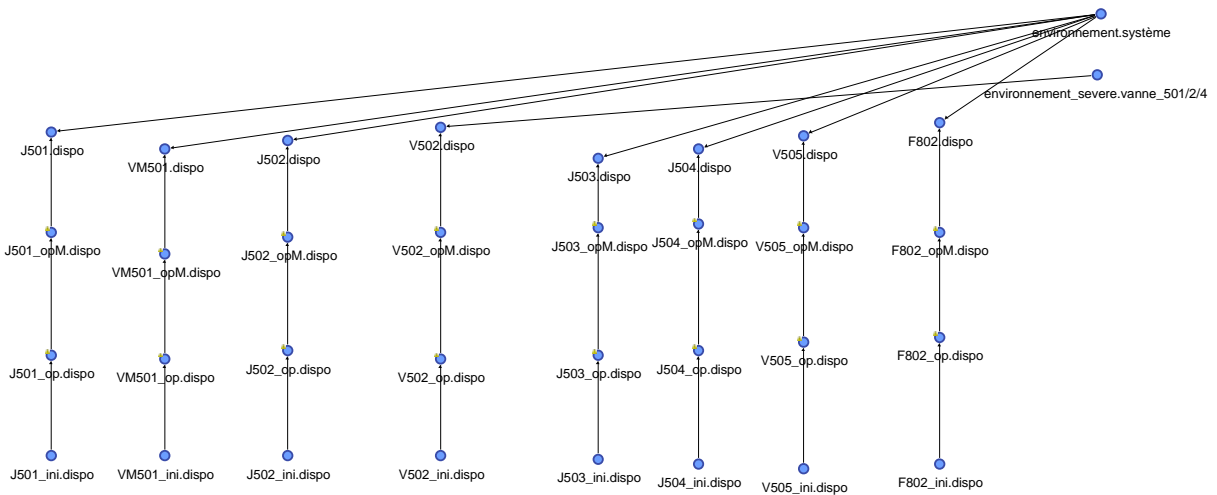 environnement.système
environnement_severe.vanne_501/2/4
J501.dispo
VM501.dispo
J502.dispo
V502.dispo
J503.dispo
J504.dispo
V505.dispo
F802.dispo
J501_opM.dispo
VM501_opM.dispo
J502_opM.dispo
V502_opM.dispo
J503_opM.dispo
J504_opM.dispo
V505_opM.dispo
F802_opM.dispo
J501_op.dispo
VM501_op.dispo
J502_op.dispo
V502_op.dispo
J503_op.dispo
J504_op.dispo
V505_op.dispo
F802_op.dispo
J501_ini.dispo
VM501_ini.dispo
J502_ini.dispo
V502_ini.dispo
J503_ini.dispo
J504_ini.dispo
V505_ini.dispo
F802_ini.dispo